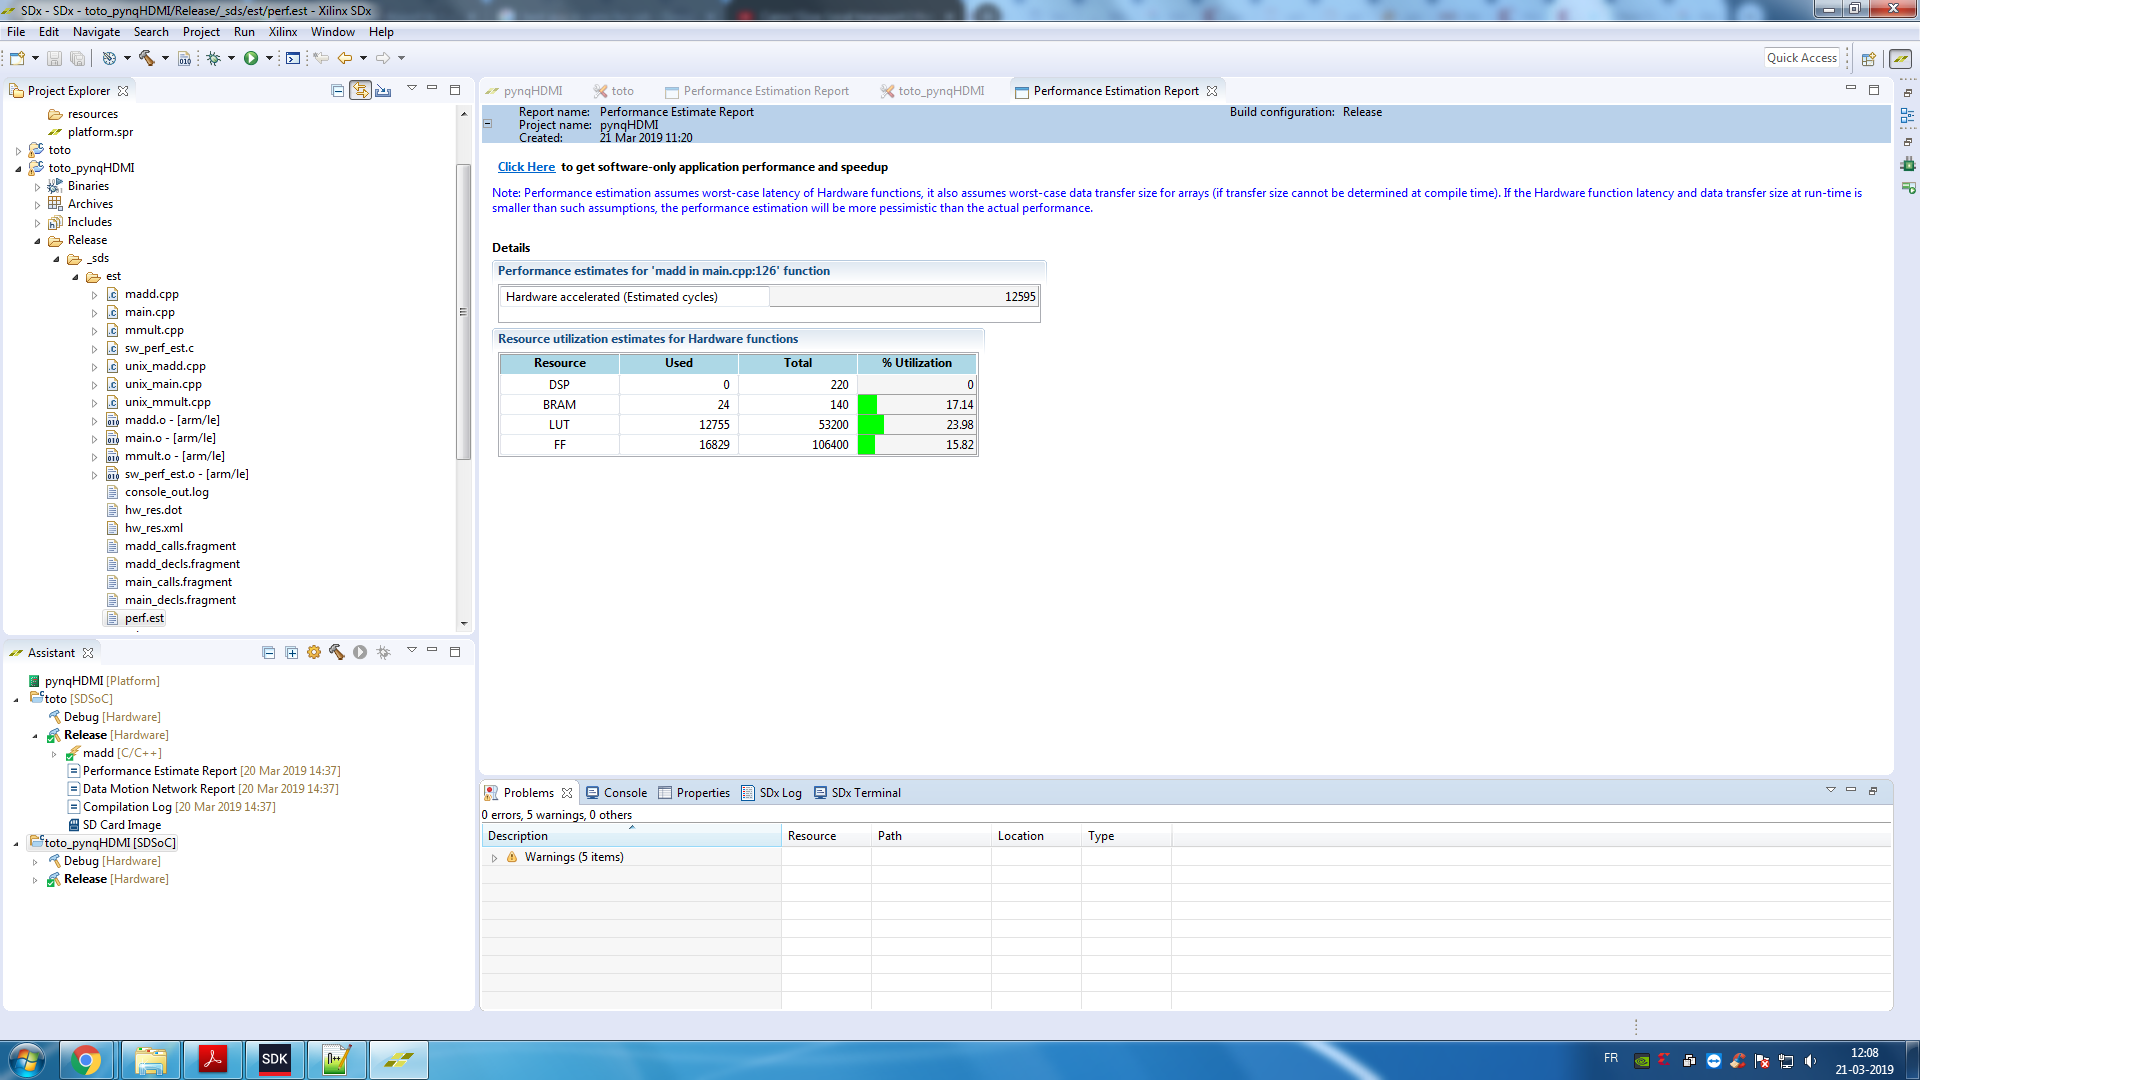 SDx - SDx - toto_pynqHDMI/Release/_sds/est/perf.est - Xilinx SDx
File Edit Navigate Search Project Run Xilinx Window Help
Quick Access
Project Explorer
resources
platform.spr
toto
toto_pynqHDMI
Binaries
Archives
Includes
Release
_sds
est
madd.cpp
main.cpp
mmult.cpp
sw_perf_est.c
unix_madd.cpp
unix_main.cpp
unix_mmult.cpp
madd.o - [arm/le]
main.o - [arm/le]
mmult.o - [arm/le]
sw_perf_est.o - [arm/le]
console_out.log
hw_res.dot
hw_res.xml
madd_calls.fragment
madd_decls.fragment
main_calls.fragment
main_decls.fragment
perf.est
Assistant
pynqHDMI [Platform]
toto [SDSoC]
Debug [Hardware]
Release [Hardware]
madd [C/C++]
Performance Estimate Report [20 Mar 2019 14:37]
Data Motion Network Report [20 Mar 2019 14:37]
Compilation Log [20 Mar 2019 14:37]
SD Card Image
toto_pynqHDMI [SDSoC]
Debug [Hardware]
Release [Hardware]
pynqHDMI toto Performance Estimation Report toto_pynqHDMI Performance Estimation Report
Report name: Performance Estimate Report Build configuration: Release
Project name: pynqHDMI
Created: 21 Mar 2019 11:20
Click Here to get software-only application performance and speedup
Note: Performance estimation assumes worst-case latency of Hardware functions, it also assumes worst-case data transfer size for arrays (if transfer size cannot be determined at compile time). If the Hardware function latency and data transfer size at run-time is
smaller than such assumptions, the performance estimation will be more pessimistic than the actual performance.
Details
Performance estimates for 'madd in main.cpp:126' function
Hardware accelerated (Estimated cycles) 12595
Resource utilization estimates for Hardware functions
Resource Used Total % Utilization
DSP 0 220 0
BRAM 24 140 17.14
LUT 12755 53200 23.98
FF 16829 106400 15.82
Problems Console Properties SDx Log SDx Terminal
0 errors, 5 warnings, 0 others
Description Resource Path Location Type
Warnings (5 items)
SDK
FR
12:08
21-03-2019